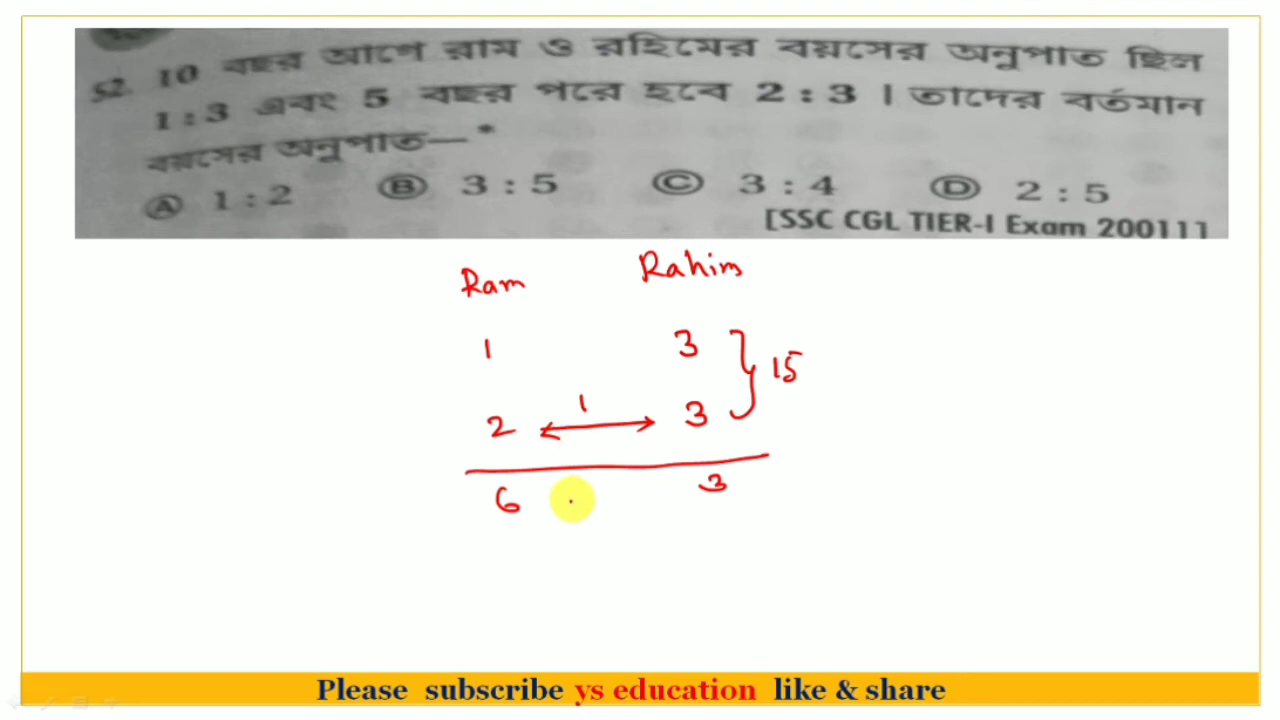 52. 10 বছর আগে রাম ও রহিমের বয়সের অনুপাত ছিল
1 : 3 এবং 5 বছর পরে হবে 2 : 3 । তাদের বর্তমান
বয়সের অনুপাত— *
Ⓐ 1 : 2 Ⓑ 3 : 5 Ⓒ 3 : 4 Ⓓ 2 : 5
[SSC CGL TIER-I Exam 200111]
Ram Rahim
1 3 } 15
2 ⟷ 1 3
6 . 3
Please subscribe ys education like & share